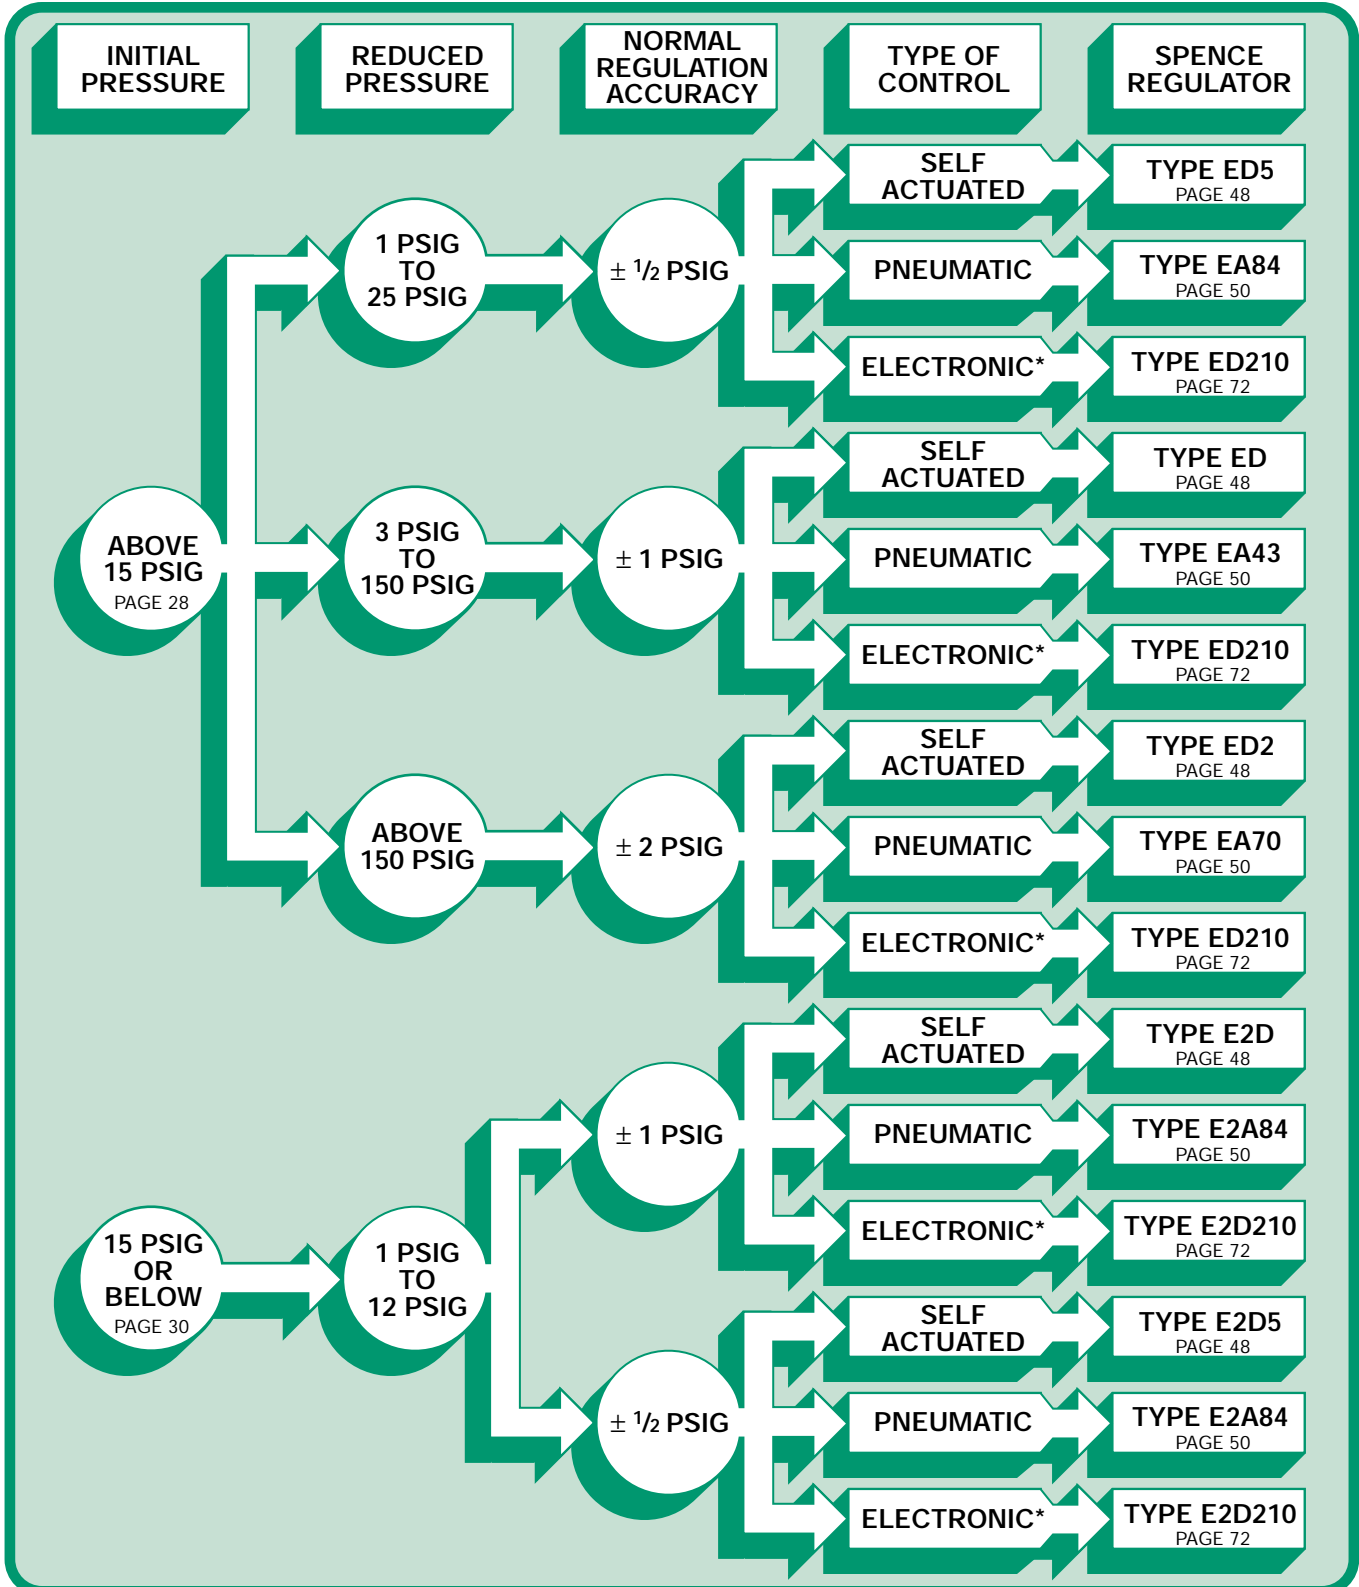 INITIAL
PRESSURE
REDUCED
PRESSURE
NORMAL
REGULATION
ACCURACY
TYPE OF
CONTROL
SPENCE
REGULATOR
ABOVE
15 PSIG
PAGE 28
1 PSIG
TO
25 PSIG
± 1/2 PSIG
SELF
ACTUATED
TYPE ED5
PAGE 48
PNEUMATIC
TYPE EA84
PAGE 50
ELECTRONIC*
TYPE ED210
PAGE 72
3 PSIG
TO
150 PSIG
± 1 PSIG
SELF
ACTUATED
TYPE ED
PAGE 48
PNEUMATIC
TYPE EA43
PAGE 50
ELECTRONIC*
TYPE ED210
PAGE 72
ABOVE
150 PSIG
± 2 PSIG
SELF
ACTUATED
TYPE ED2
PAGE 48
PNEUMATIC
TYPE EA70
PAGE 50
ELECTRONIC*
TYPE ED210
PAGE 72
15 PSIG
OR
BELOW
PAGE 30
1 PSIG
TO
12 PSIG
± 1 PSIG
SELF
ACTUATED
TYPE E2D
PAGE 48
PNEUMATIC
TYPE E2A84
PAGE 50
ELECTRONIC*
TYPE E2D210
PAGE 72
± 1/2 PSIG
SELF
ACTUATED
TYPE E2D5
PAGE 48
PNEUMATIC
TYPE E2A84
PAGE 50
ELECTRONIC*
TYPE E2D210
PAGE 72